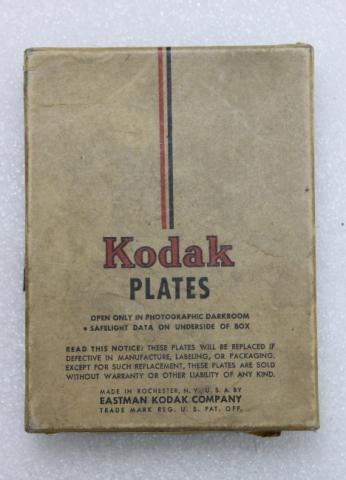 Kodak
PLATES
OPEN ONLY IN PHOTOGRAPHIC DARKROOM
• SAFELIGHT DATA ON UNDERSIDE OF BOX
READ THIS NOTICE: THESE PLATES WILL BE REPLACED IF
DEFECTIVE IN MANUFACTURE, LABELING, OR PACKAGING.
EXCEPT FOR SUCH REPLACEMENT, THESE PLATES ARE SOLD
WITHOUT WARRANTY OR OTHER LIABILITY OF ANY KIND.
MADE IN ROCHESTER, N. Y., U. S. A. BY
EASTMAN KODAK COMPANY
TRADE MARK REG. U. S. PAT. OFF.